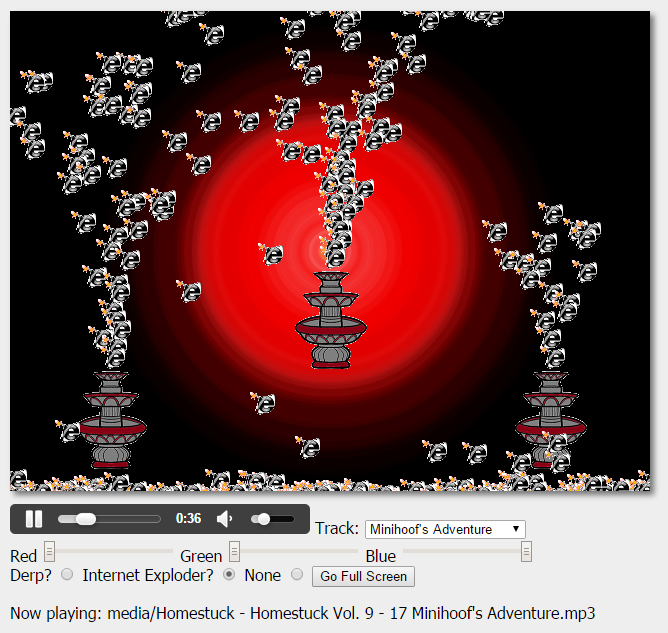 0:36 Track: Minihoof's Adventure
Red Green Blue
Derp? Internet Exploder? None Go Full Screen
Now playing: media/Homestuck - Homestuck Vol. 9 - 17 Minihoof's Adventure.mp3